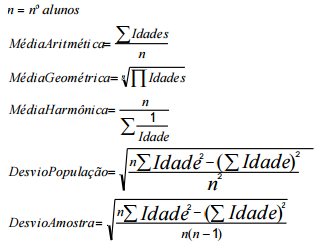 n = nº alunos
MédiaAritmética= ∑Idades / n
MédiaGeométrica= ⁿ√∏Idades
MédiaHarmônica= n / ∑ 1 / Idade
DesvioPopulação= √ n∑Idade² − (∑Idade)² / n²
DesvioAmostra= √ n∑Idade² − (∑Idade)² / n(n − 1)